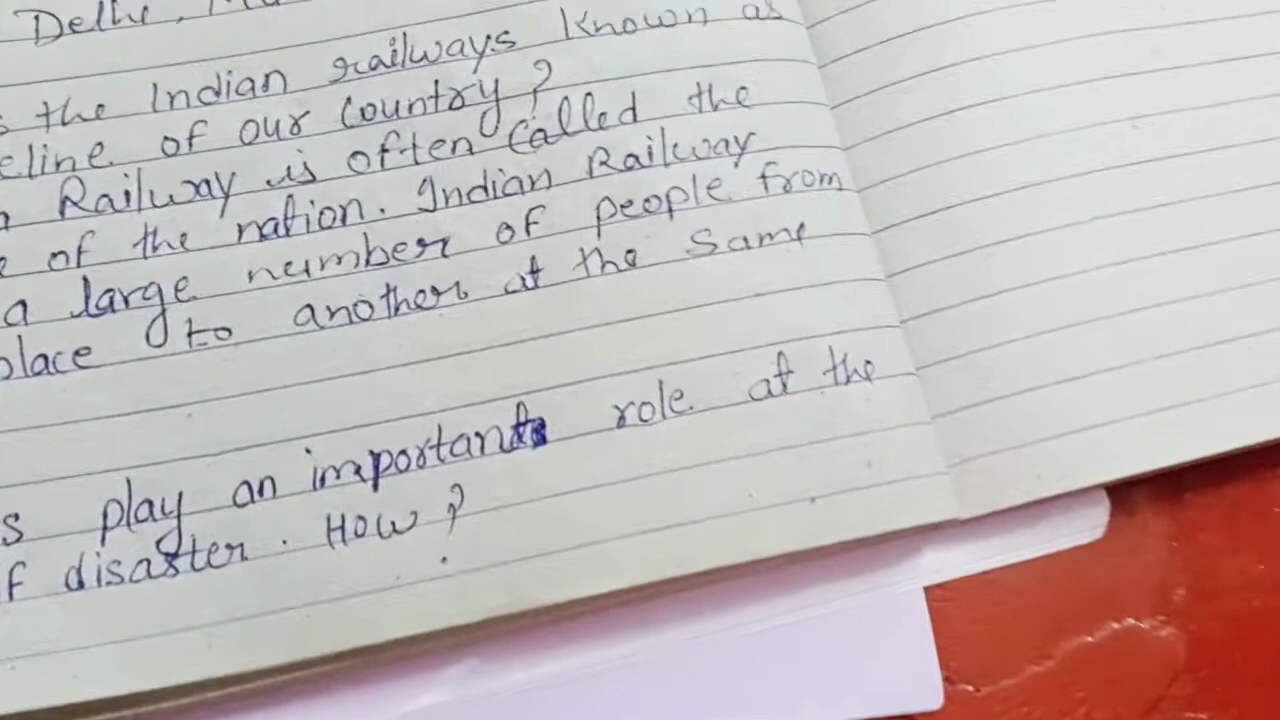 Delhi,
the Indian railways known as
of our country?
Railway is often called the
of the nation. Indian Railway
a large number of people from
place to another at the same
play an important role at the
disaster. How?